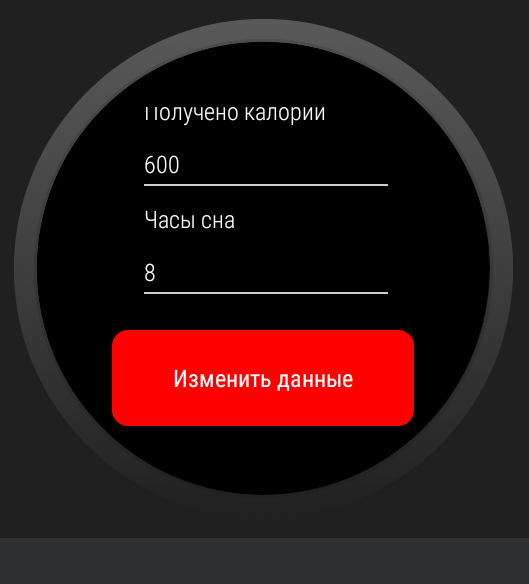 Получено калории
600
Часы сна
8
Изменить данные